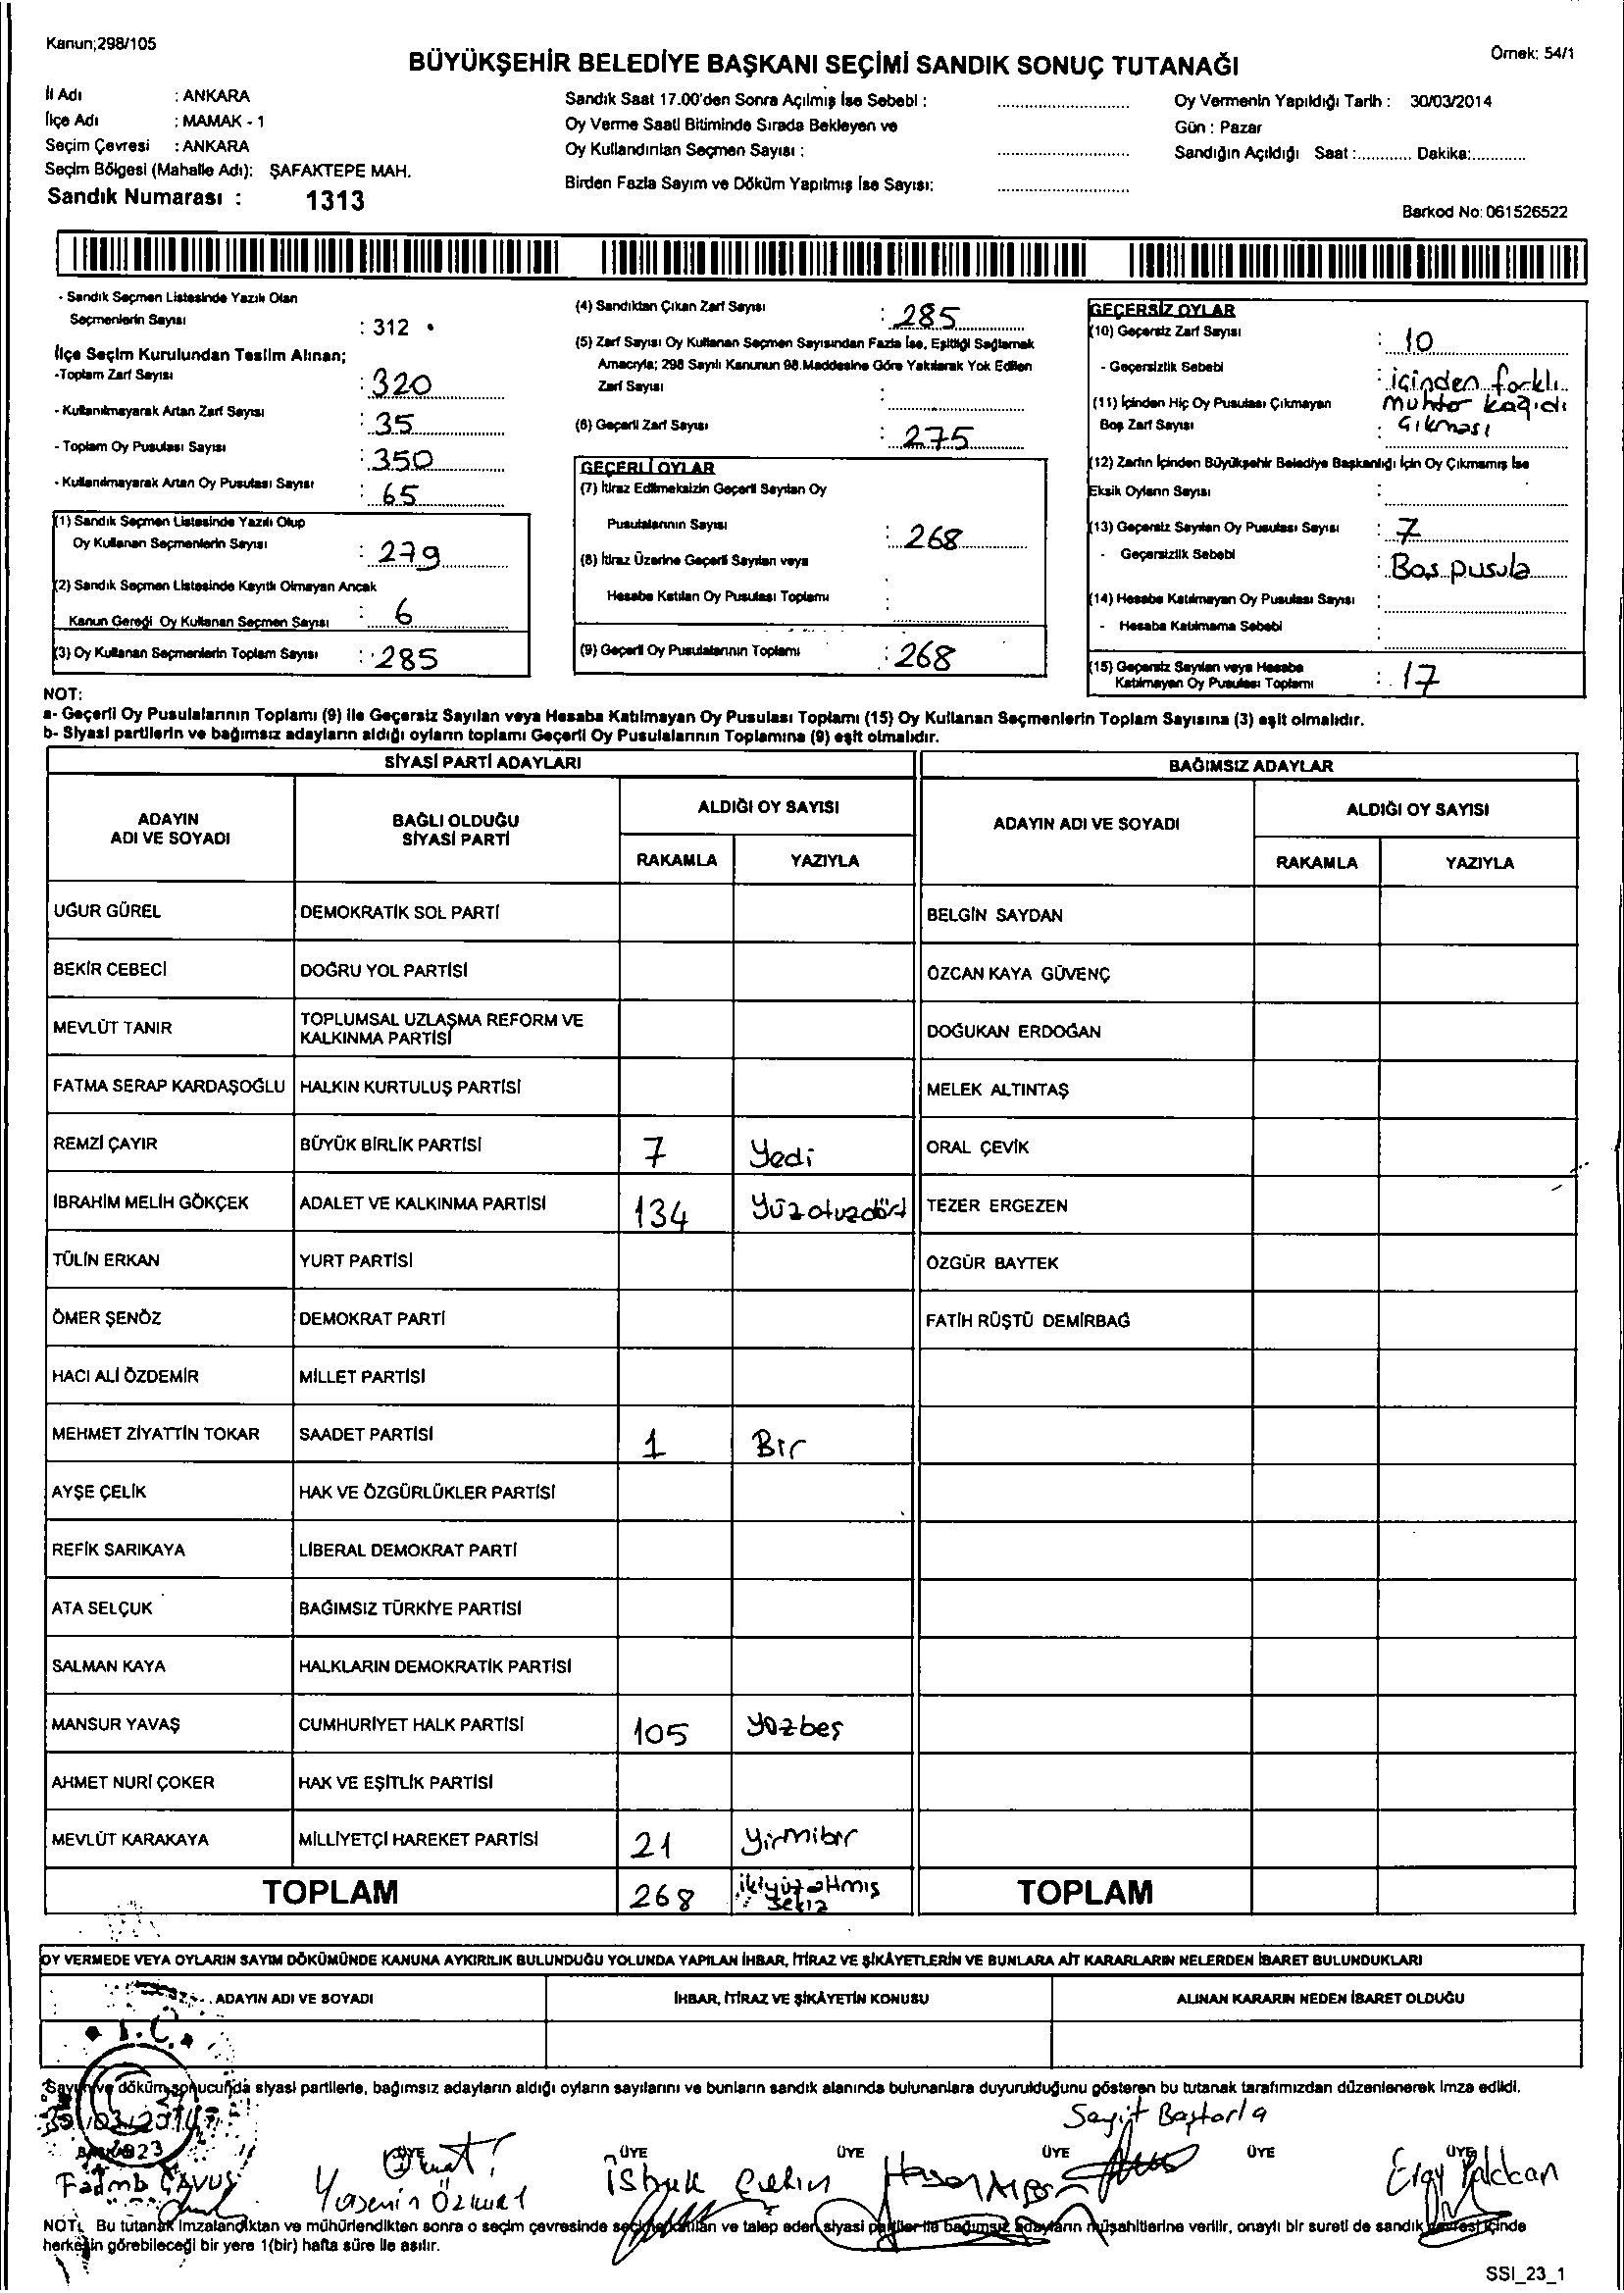 Kanun;298/105
BÜYÜKŞEHİR BELEDİYE BAŞKANI SEÇİMİ SANDIK SONUÇ TUTANAĞI
Örnek: 54/1
İl Adı : ANKARA
İlçe Adı : MAMAK - 1
Seçim Çevresi : ANKARA
Seçim Bölgesi (Mahalle Adı): ŞAFAKTEPE MAH.
Sandık Numarası : 1313
Sandık Saat 17.00'den Sonra Açılmış İse Sebebi :
Oy Verme Saati Bitiminde Sırada Bekleyen ve
Oy Kullandırılan Seçmen Sayısı :
Birden Fazla Sayım ve Döküm Yapılmış İse Sayısı:
Oy Vermenin Yapıldığı Tarih : 30/03/2014
Gün : Pazar
Sandığın Açıldığı Saat :............ Dakika:............
Barkod No: 061526522
- Sandık Seçmen Listesinde Yazılı Olan
Seçmenlerin Sayısı : 312
İlçe Seçim Kurulundan Teslim Alınan;
-Toplam Zarf Sayısı : 320
- Kullanılmayarak Artan Zarf Sayısı : 35
- Toplam Oy Pusulası Sayısı : 350
- Kullanılmayarak Artan Oy Pusulası Sayısı : 65
(1) Sandık Seçmen Listesinde Yazılı Olup
Oy Kullanan Seçmenlerin Sayısı : 279
(2) Sandık Seçmen Listesinde Kayıtlı Olmayan Ancak
Kanun Gereği Oy Kullanan Seçmen Sayısı : 6
(3) Oy Kullanan Seçmenlerin Toplam Sayısı : 285
(4) Sandıktan Çıkan Zarf Sayısı : 285
(5) Zarf Sayısı Oy Kullanan Seçmen Sayısından Fazla İse, Eşitliği Sağlamak
Amacıyla; 298 Sayılı Kanunun 98.Maddesine Göre Yakılarak Yok Edilen
Zarf Sayısı :
(6) Geçerli Zarf Sayısı : 275
GEÇERLİ OYLAR
(7) İtiraz Edilmeksizin Geçerli Sayılan Oy
Pusulalarının Sayısı : 268
(8) İtiraz Üzerine Geçerli Sayılan veya
Hesaba Katılan Oy Pusulası Toplamı :
(9) Geçerli Oy Pusulalarının Toplamı : 268
GEÇERSİZ OYLAR
(10) Geçersiz Zarf Sayısı : 10
- Geçersizlik Sebebi : içinden farklı
muhtar kağıdı
çıkması
(11) İçinden Hiç Oy Pusulası Çıkmayan
Boş Zarf Sayısı :
(12) Zarfın İçinden Büyükşehir Belediye Başkanlığı İçin Oy Çıkmamış İse
Eksik Oyların Sayısı :
(13) Geçersiz Sayılan Oy Pusulası Sayısı : 7
- Geçersizlik Sebebi : Boş pusula
(14) Hesaba Katılmayan Oy Pusulası Sayısı :
- Hesaba Katılmama Sebebi :
(15) Geçersiz Sayılan veya Hesaba
Katılmayan Oy Pusulası Toplamı : 17
NOT:
a- Geçerli Oy Pusulalarının Toplamı (9) ile Geçersiz Sayılan veya Hesaba Katılmayan Oy Pusulası Toplamı (15) Oy Kullanan Seçmenlerin Toplam Sayısına (3) eşit olmalıdır.
b- Siyasi partilerin ve bağımsız adayların aldığı oyların toplamı Geçerli Oy Pusulalarının Toplamına (9) eşit olmalıdır.
SİYASİ PARTİ ADAYLARI
BAĞIMSIZ ADAYLAR
ADAYIN ADI VE SOYADI
BAĞLI OLDUĞU SİYASİ PARTİ
ALDIĞI OY SAYISI
RAKAMLA YAZIYLA
ADAYIN ADI VE SOYADI
ALDIĞI OY SAYISI
RAKAMLA YAZIYLA
UĞUR GÜREL DEMOKRATİK SOL PARTİ BELGİN SAYDAN
BEKİR CEBECİ DOĞRU YOL PARTİSİ ÖZCAN KAYA GÜVENÇ
MEVLÜT TANIR TOPLUMSAL UZLAŞMA REFORM VE KALKINMA PARTİSİ DOĞUKAN ERDOĞAN
FATMA SERAP KARDAŞOĞLU HALKIN KURTULUŞ PARTİSİ MELEK ALTINTAŞ
REMZİ ÇAYIR BÜYÜK BİRLİK PARTİSİ 7 Yedi ORAL ÇEVİK
İBRAHİM MELİH GÖKÇEK ADALET VE KALKINMA PARTİSİ 134 Yüzotuzdört TEZER ERGEZEN
TÜLİN ERKAN YURT PARTİSİ ÖZGÜR BAYTEK
ÖMER ŞENÖZ DEMOKRAT PARTİ FATİH RÜŞTÜ DEMİRBAĞ
HACI ALİ ÖZDEMİR MİLLET PARTİSİ
MEHMET ZİYATTİN TOKAR SAADET PARTİSİ 1 Bir
AYŞE ÇELİK HAK VE ÖZGÜRLÜKLER PARTİSİ
REFİK SARIKAYA LİBERAL DEMOKRAT PARTİ
ATA SELÇUK BAĞIMSIZ TÜRKİYE PARTİSİ
SALMAN KAYA HALKLARIN DEMOKRATİK PARTİSİ
MANSUR YAVAŞ CUMHURİYET HALK PARTİSİ 105 Yüzbeş
AHMET NURİ ÇOKER HAK VE EŞİTLİK PARTİSİ
MEVLÜT KARAKAYA MİLLİYETÇİ HAREKET PARTİSİ 21 Yirmibir
TOPLAM 268 ikiyüzaltmış sekiz TOPLAM
OY VERMEDE VEYA OYLARIN SAYIM DÖKÜMÜNDE KANUNA AYKIRILIK BULUNDUĞU YOLUNDA YAPILAN İHBAR, İTİRAZ VE ŞİKÂYETLERİN VE BUNLARA AİT KARARLARIN NELERDEN İBARET BULUNDUKLARI
ADAYIN ADI VE SOYADI İHBAR, İTİRAZ VE ŞİKÂYETİN KONUSU ALINAN KARARIN NEDEN İBARET OLDUĞU
T.C.
Sayım ve döküm sonucunda siyasi partilerle, bağımsız adayların aldığı oyların sayılarını ve bunların sandık alanında bulunanlara duyurulduğunu gösteren bu tutanak tarafımızdan düzenlenerek imza edildi.
30/03/2014
BAŞKAN ÜYE ÜYE ÜYE ÜYE ÜYE ÜYE
Fadma ÇAVUŞ
Yasemin Özkurt
İshak
NOT: Bu tutanak imzalandıktan ve mühürlendikten sonra o seçim çevresinde seçime katılan ve talep eden siyasi partiler ile bağımsız adayların müşahitlerine verilir, onaylı bir sureti de sandık çevresi içinde
herkesin görebileceği bir yere 1(bir) hafta süre ile asılır.
SSI_23_1